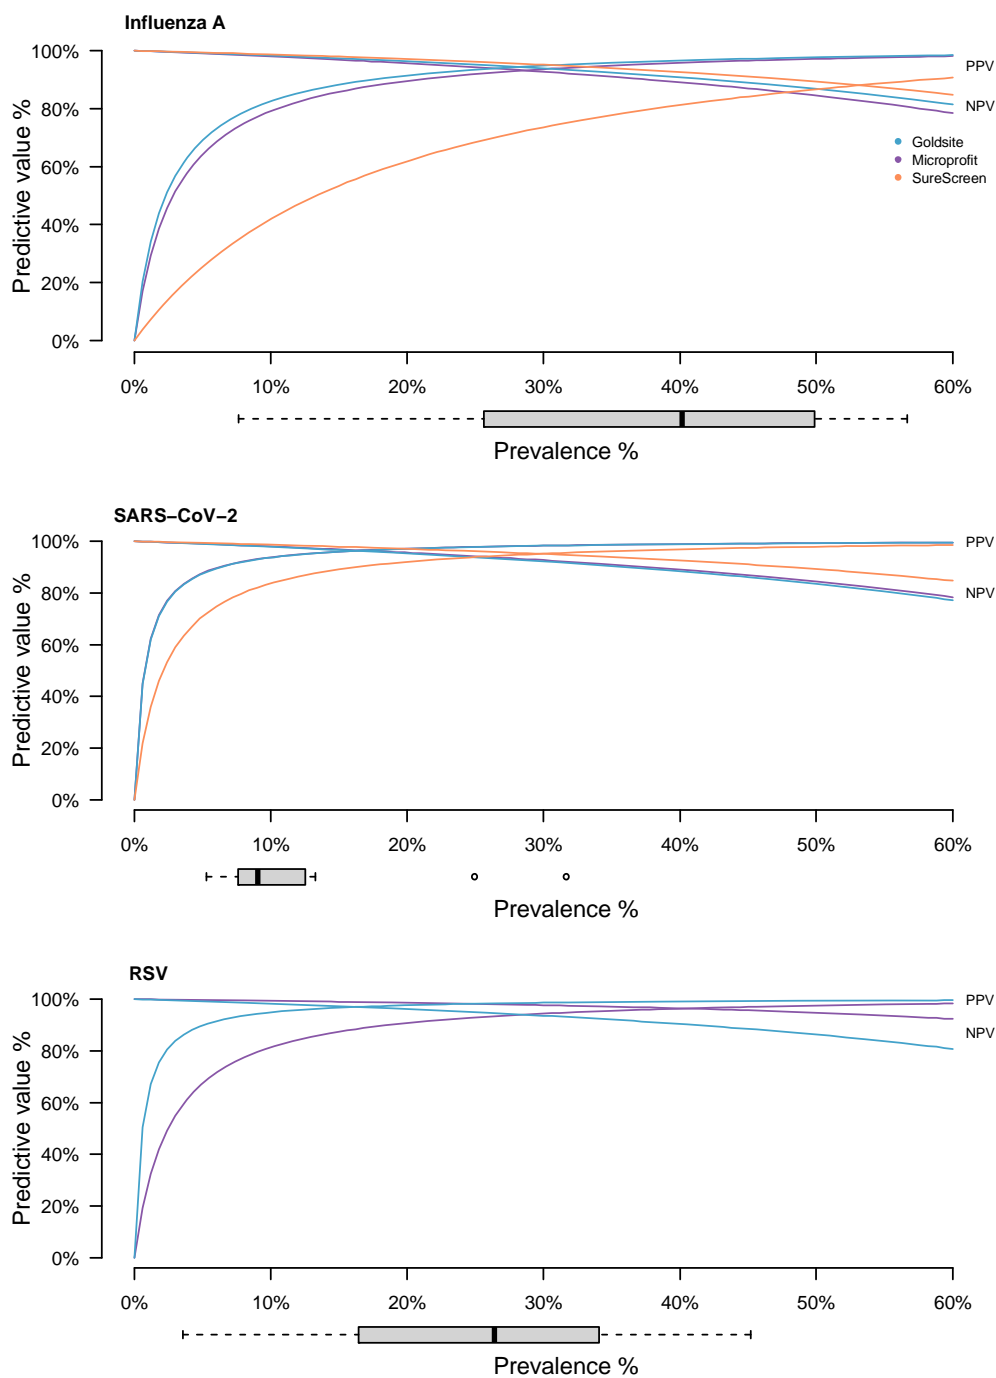 Influenza A
Predictive value %
100%
80%
60%
40%
20%
0%
PPV
NPV
Goldsite
Microprofit
SureScreen
0% 10% 20% 30% 40% 50% 60%
Prevalence %
SARS−CoV−2
Predictive value %
100%
80%
60%
40%
20%
0%
PPV
NPV
0% 10% 20% 30% 40% 50% 60%
Prevalence %
RSV
Predictive value %
100%
80%
60%
40%
20%
0%
PPV
NPV
0% 10% 20% 30% 40% 50% 60%
Prevalence %